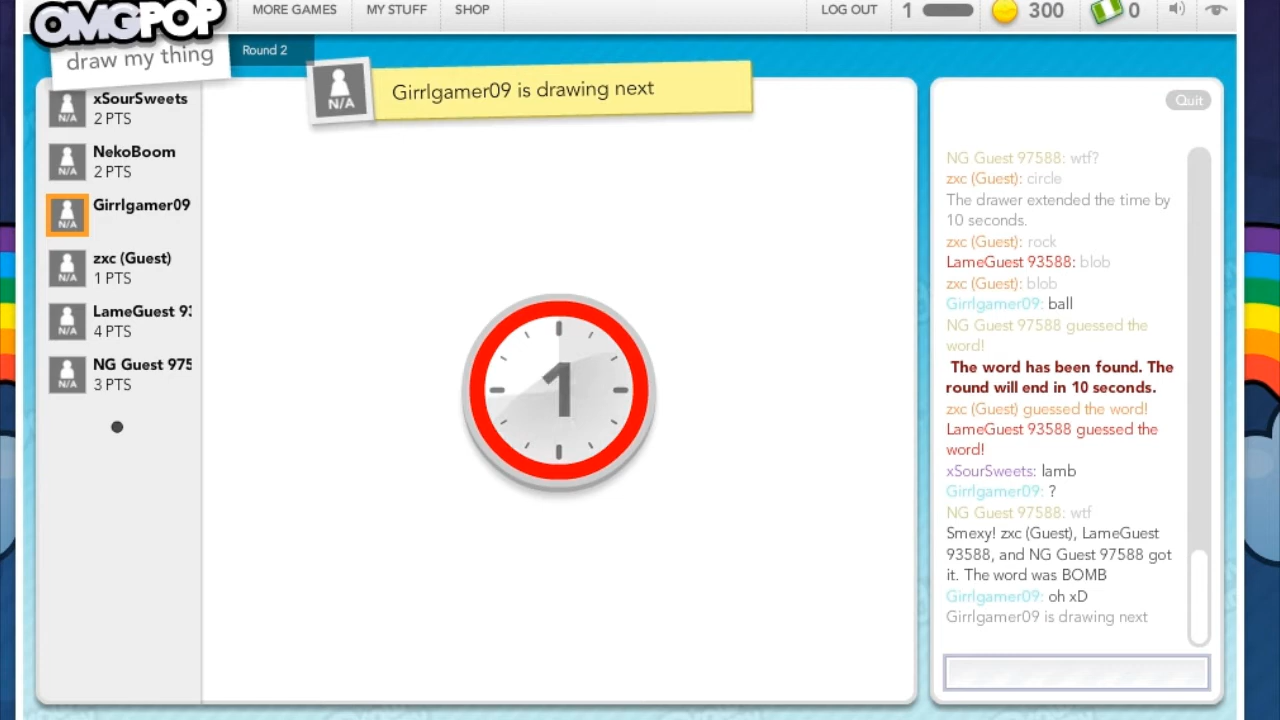 OMGPOP
MORE GAMES
MY STUFF
SHOP
LOG OUT
1
300
0
draw my thing
Round 2
N/A
Girrlgamer09 is drawing next
N/A
xSourSweets
2 PTS
N/A
NekoBoom
2 PTS
N/A
Girrlgamer09
N/A
zxc (Guest)
1 PTS
N/A
LameGuest 93
4 PTS
N/A
NG Guest 975
3 PTS
1
Quit
NG Guest 97588: wtf?
zxc (Guest): circle
The drawer extended the time by
10 seconds.
zxc (Guest): rock
LameGuest 93588: blob
zxc (Guest): blob
Girrlgamer09: ball
NG Guest 97588 guessed the
word!
The word has been found. The
round will end in 10 seconds.
zxc (Guest) guessed the word!
LameGuest 93588 guessed the
word!
xSourSweets: lamb
Girrlgamer09: ?
NG Guest 97588: wtf
Smexy! zxc (Guest), LameGuest
93588, and NG Guest 97588 got
it. The word was BOMB
Girrlgamer09: oh xD
Girrlgamer09 is drawing next